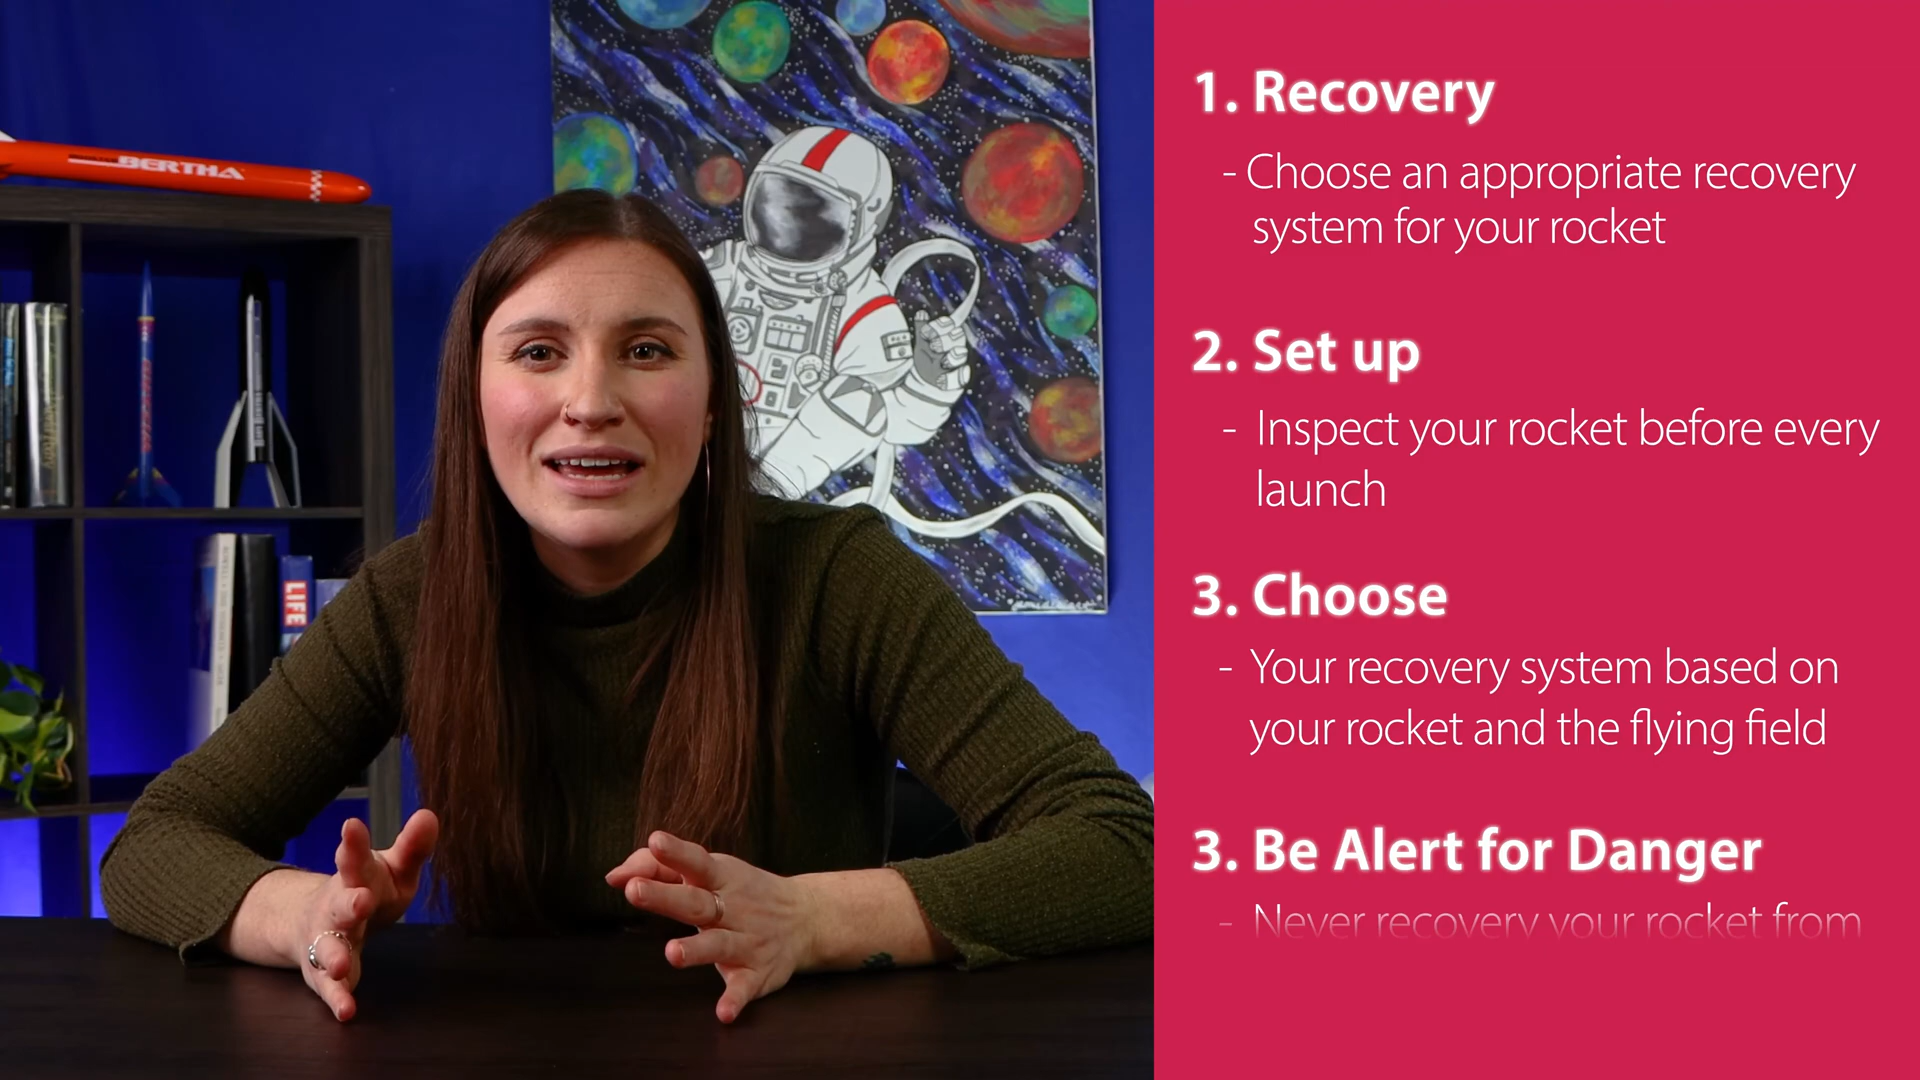 BERTHA
LIFE
1. Recovery
- Choose an appropriate recovery
system for your rocket
2. Set up
- Inspect your rocket before every
launch
3. Choose
- Your recovery system based on
your rocket and the flying field
3. Be Alert for Danger
- Never recovery your rocket from